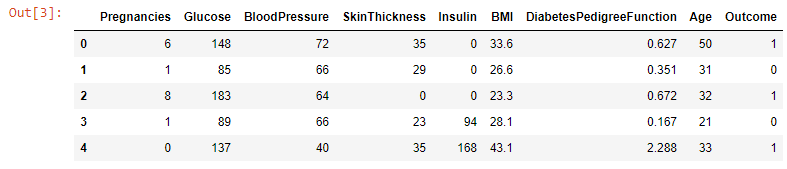 Out[3]:
Pregnancies Glucose BloodPressure SkinThickness Insulin BMI DiabetesPedigreeFunction Age Outcome
0 6 148 72 35 0 33.6 0.627 50 1
1 1 85 66 29 0 26.6 0.351 31 0
2 8 183 64 0 0 23.3 0.672 32 1
3 1 89 66 23 94 28.1 0.167 21 0
4 0 137 40 35 168 43.1 2.288 33 1